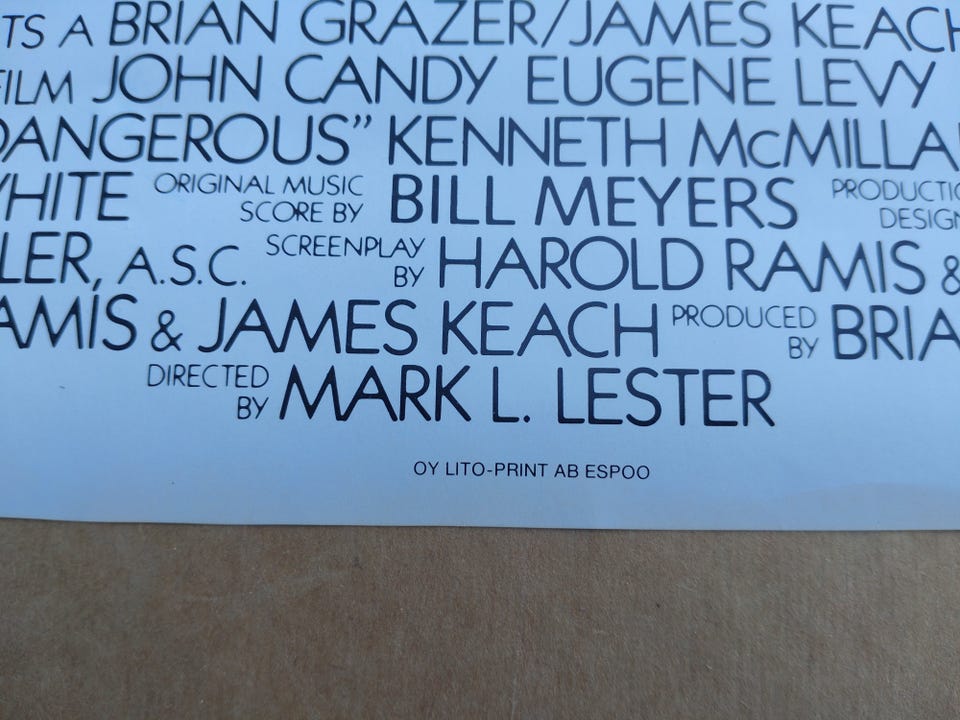 TS A BRIAN GRAZER/JAMES KEACH
FILM JOHN CANDY EUGENE LEVY
DANGEROUS” KENNETH McMILLA
WHITE ORIGINAL MUSIC SCORE BY BILL MEYERS PRODUCTIO DESIGN
LER, A.S.C. SCREENPLAY BY HAROLD RAMIS &
AMIS & JAMES KEACH PRODUCED BY BRIA
DIRECTED BY MARK L. LESTER
OY LITO-PRINT AB ESPOO